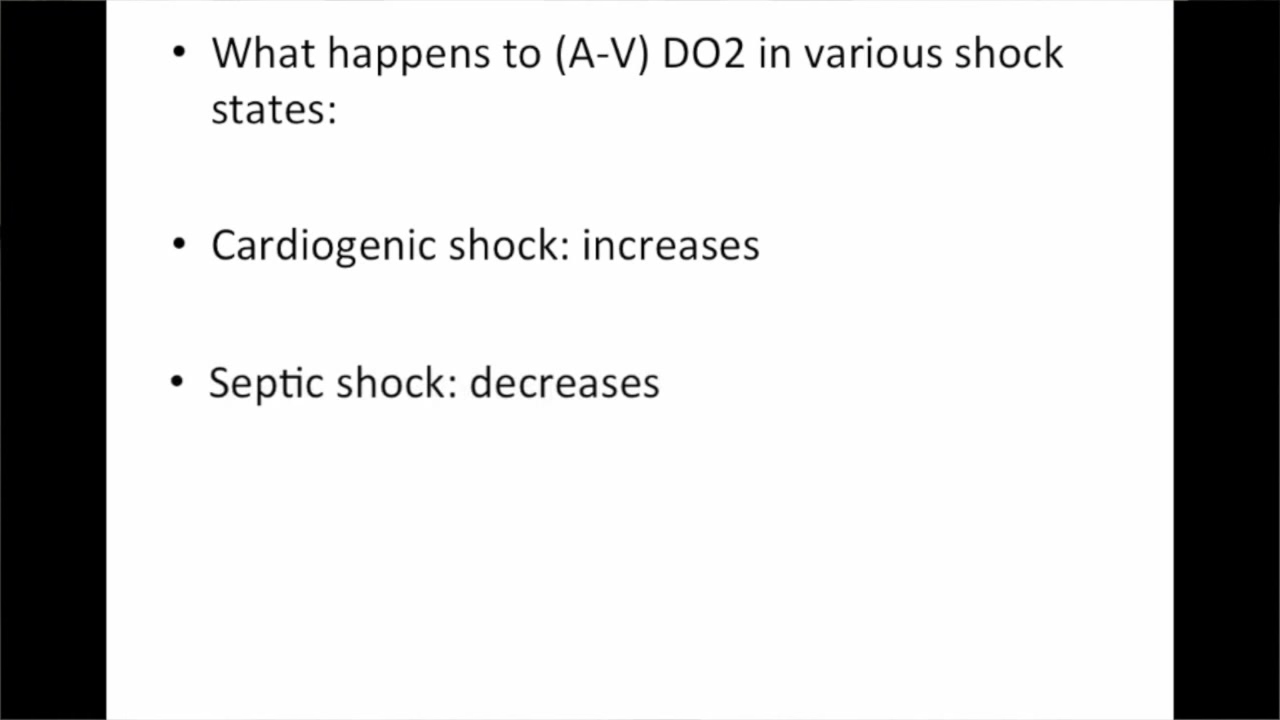 • What happens to (A-V) DO2 in various shock
states:
• Cardiogenic shock: increases
• Septic shock: decreases